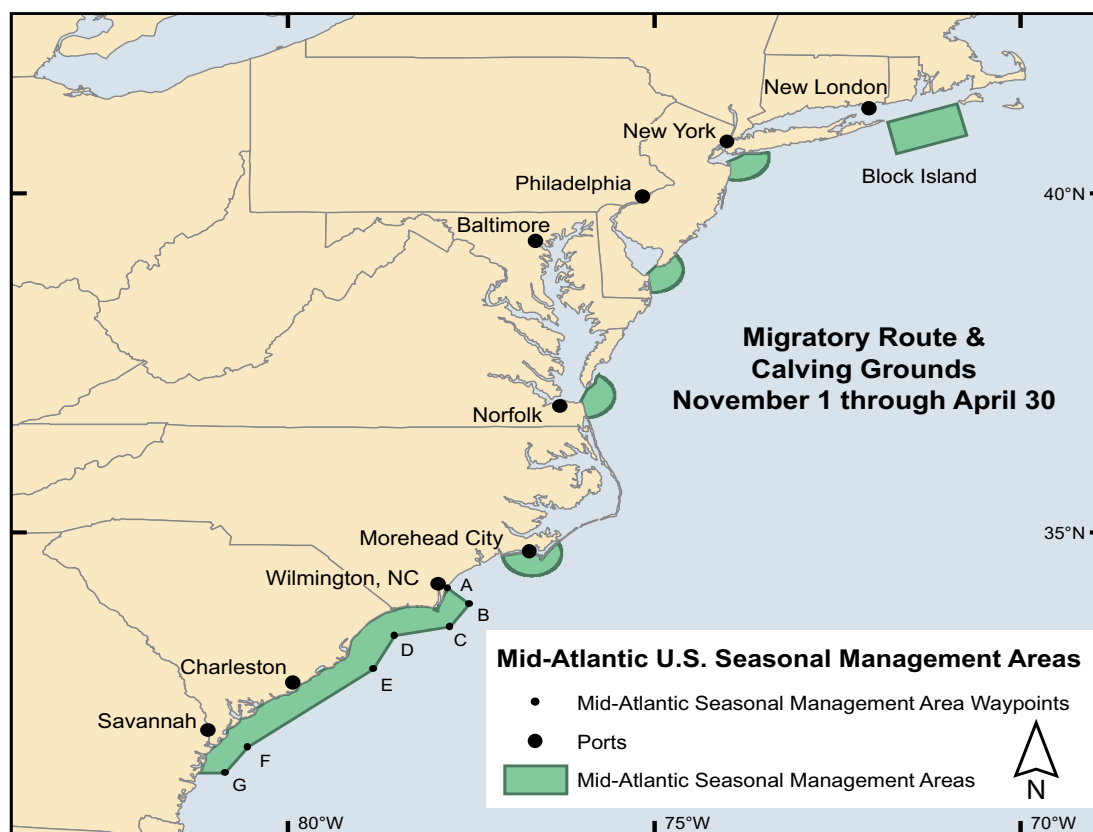 New London
New York
Block Island
Philadelphia
40°N
Baltimore
Migratory Route &
Calving Grounds
November 1 through April 30
Norfolk
Morehead City
35°N
Wilmington, NC
A
B
C
D
E
Charleston
Savannah
F
G
Mid-Atlantic U.S. Seasonal Management Areas
Mid-Atlantic Seasonal Management Area Waypoints
Ports
Mid-Atlantic Seasonal Management Areas
N
80°W
75°W
70°W